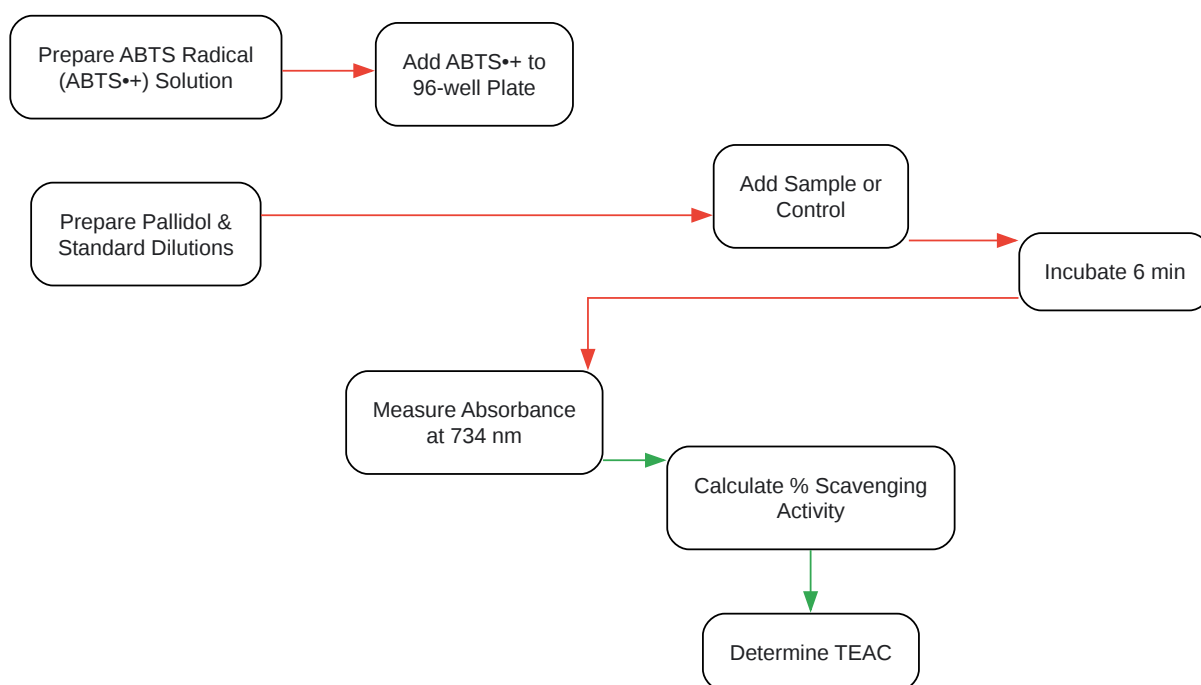 Prepare ABTS Radical
(ABTS•+) Solution
Add ABTS•+ to
96-well Plate
Prepare Pallidol &
Standard Dilutions
Add Sample or
Control
Incubate 6 min
Measure Absorbance
at 734 nm
Calculate % Scavenging
Activity
Determine TEAC